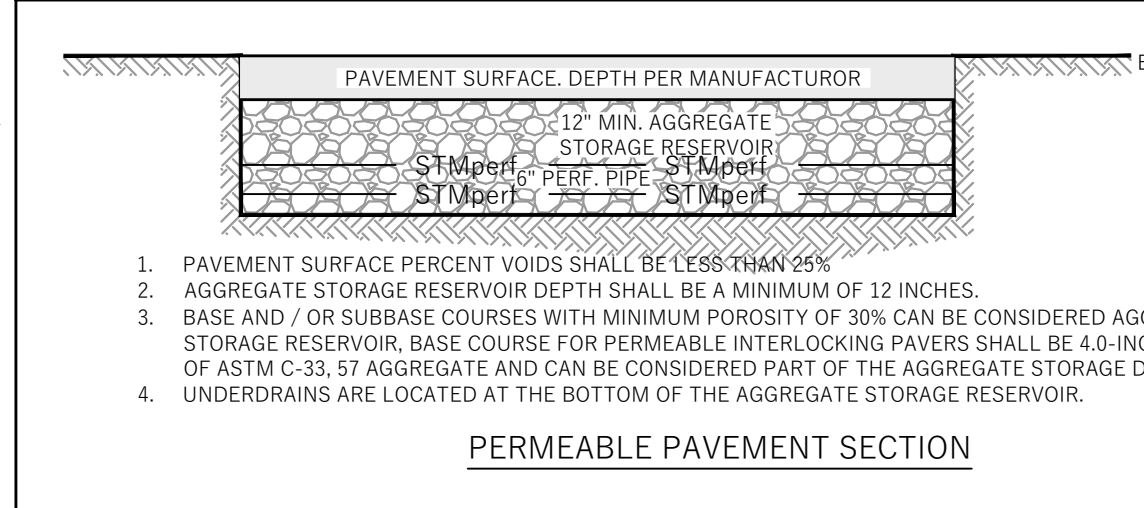 PAVEMENT SURFACE. DEPTH PER MANUFACTUROR
12" MIN. AGGREGATE
STORAGE RESERVOIR
STMperf STMperf
6" PERF. PIPE
STMperf STMperf
1. PAVEMENT SURFACE PERCENT VOIDS SHALL BE LESS THAN 25%
2. AGGREGATE STORAGE RESERVOIR DEPTH SHALL BE A MINIMUM OF 12 INCHES.
3. BASE AND / OR SUBBASE COURSES WITH MINIMUM POROSITY OF 30% CAN BE CONSIDERED
STORAGE RESERVOIR, BASE COURSE FOR PERMEABLE INTERLOCKING PAVERS SHALL BE
OF ASTM C-33, 57 AGGREGATE AND CAN BE CONSIDERED PART OF THE AGGREGATE STORAGE
4. UNDERDRAINS ARE LOCATED AT THE BOTTOM OF THE AGGREGATE STORAGE RESERVOIR.
PERMEABLE PAVEMENT SECTION